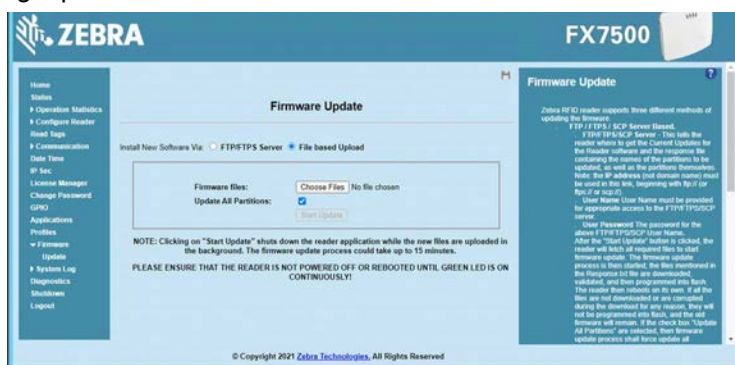 ZEBRA
FX7500
Home
Status
Operation Statistics
Configure Reader
Read Tags
Communication
Date Time
IP Sec
License Manager
Change Password
GPIO
Applications
Profiles
Firmware
Update
System Log
Diagnostics
Shutdown
Logout
Firmware Update
Install New Software Via: FTP/FTPS Server File based Upload
Firmware files: Choose Files No file chosen
Update All Partitions:
Start Update
NOTE: Clicking on "Start Update" shuts down the reader application while the new files are uploaded in
the background. The firmware update process could take up to 15 minutes.
PLEASE ENSURE THAT THE READER IS NOT POWERED OFF OR REBOOTED UNTIL GREEN LED IS ON
CONTINUOUSLY!
© Copyright 2021 Zebra Technologies, All Rights Reserved
Firmware Update
?
Zebra RFID reader supports three different methods of
updating the firmware.
FTP / FTPS / SCP Server Based.
FTP/FTPS/SCP Server - This tells the
reader where to get the Current Updates for
the Reader software and the response file
containing the names of the partitions to be
updated, as well as the partitions themselves.
Note: the IP address (not domain name) must
be used in this link, beginning with ftp:// (or
ftps:// or scp://).
User Name User Name must be provided
for appropriate access to the FTP/FTPS/SCP
server.
User Password The password for the
above FTP/FTPS/SCP User Name.
After the "Start Update" button is clicked, the
reader will fetch all required files to start
firmware update. The firmware update
process is then started, the files mentioned in
the Response.txt file are downloaded,
validated, and then programmed into flash.
The reader then reboots on its own. If all the
files are not downloaded or are corrupted
during the download for any reason, they will
not be programmed into flash, and the old
firmware will remain. If the check box "Update
All Partitions" are selected, then firmware
update process shall force update all